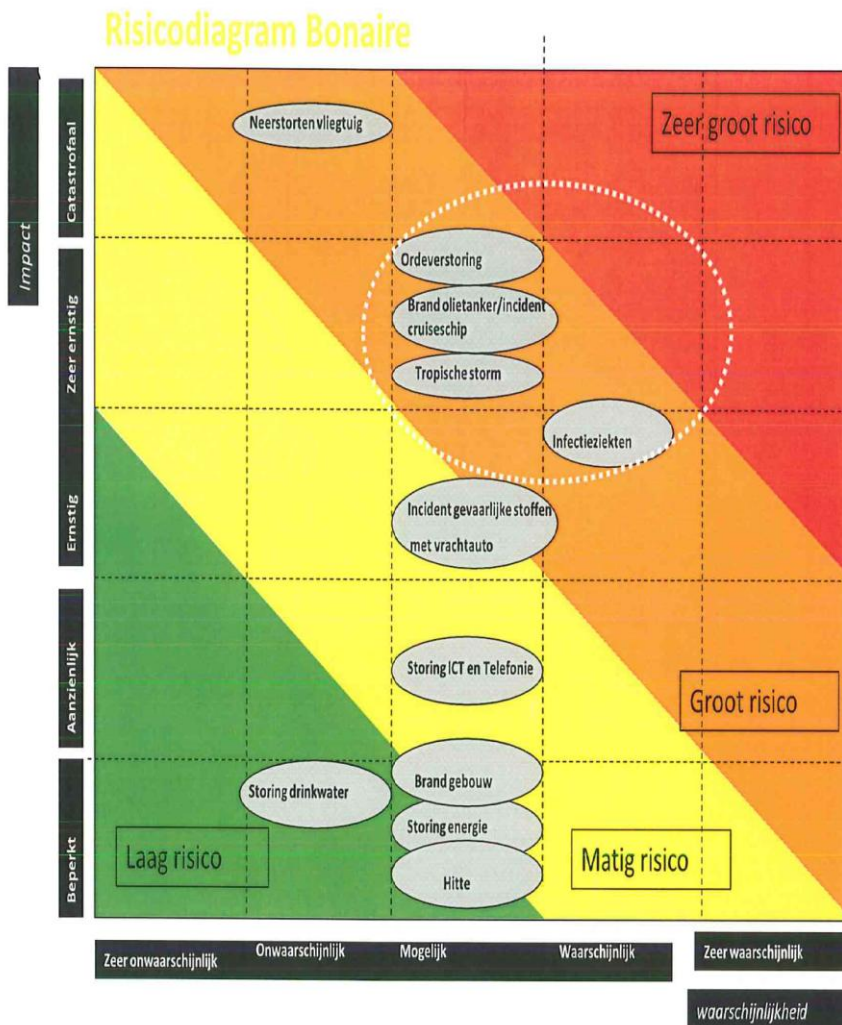 Risicodiagram Bonaire
Impact
Catastrofaal
Zeer ernstig
Ernstig
Aanzienlijk
Beperkt
Neerstorten vliegtuig
Zeer groot risico
Ordeverstoring
Brand olietanker/incident
cruiseschip
Tropische storm
Infectieziekten
Incident gevaarlijke stoffen
met vrachtauto
Storing ICT en Telefonie
Groot risico
Brand gebouw
Storing drinkwater
Storing energie
Laag risico
Matig risico
Hitte
Zeer onwaarschijnlijk
Onwaarschijnlijk
Mogelijk
Waarschijnlijk
Zeer waarschijnlijk
waarschijnlijkheid